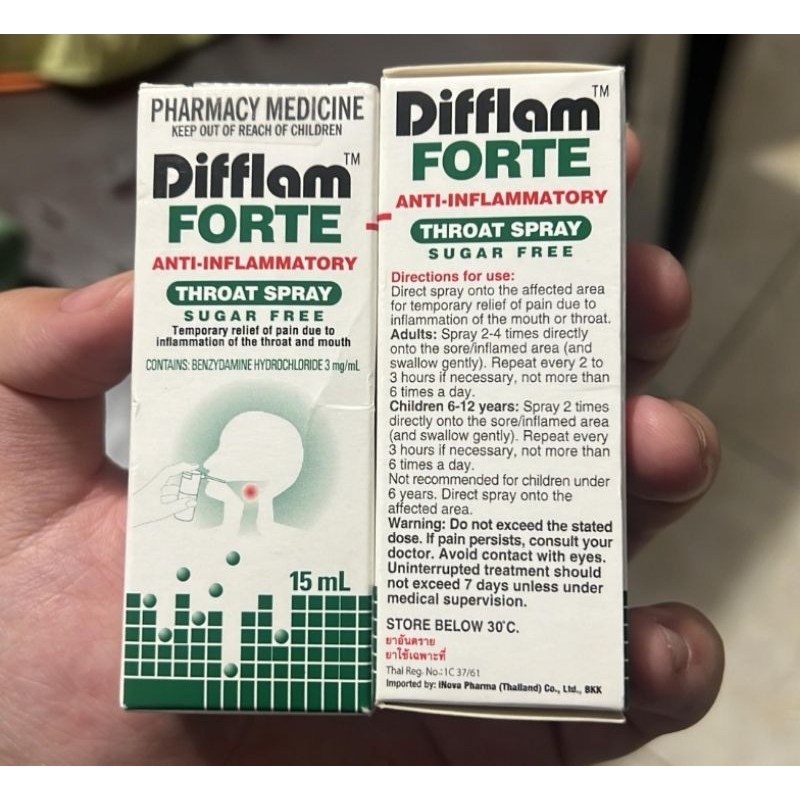 PHARMACY MEDICINE
KEEP OUT OF REACH OF CHILDREN
Difflam™
FORTE
ANTI-INFLAMMATORY
THROAT SPRAY
SUGAR FREE
Temporary relief of pain due to
inflammation of the throat and mouth
CONTAINS: BENZYDAMINE HYDROCHLORIDE 3 mg/mL
15 mL
Difflam™
FORTE
ANTI-INFLAMMATORY
THROAT SPRAY
SUGAR FREE
Directions for use:
Direct spray onto the affected area
for temporary relief of pain due to
inflammation of the mouth or throat.
Adults: Spray 2-4 times directly
onto the sore/inflamed area (and
swallow gently). Repeat every 2 to
3 hours if necessary, not more than
6 times a day.
Children 6-12 years: Spray 2 times
directly onto the sore/inflamed area
(and swallow gently). Repeat every
3 hours if necessary, not more than
6 times a day.
Not recommended for children under
6 years. Direct spray onto the
affected area.
Warning: Do not exceed the stated
dose. If pain persists, consult your
doctor. Avoid contact with eyes.
Uninterrupted treatment should
not exceed 7 days unless under
medical supervision.
STORE BELOW 30°C.
ยาอันตราย
ยาใช้เฉพาะที่
Thai Reg. No.: 1C 37/61
Imported by: iNova Pharma (Thailand) Co., Ltd., BKK